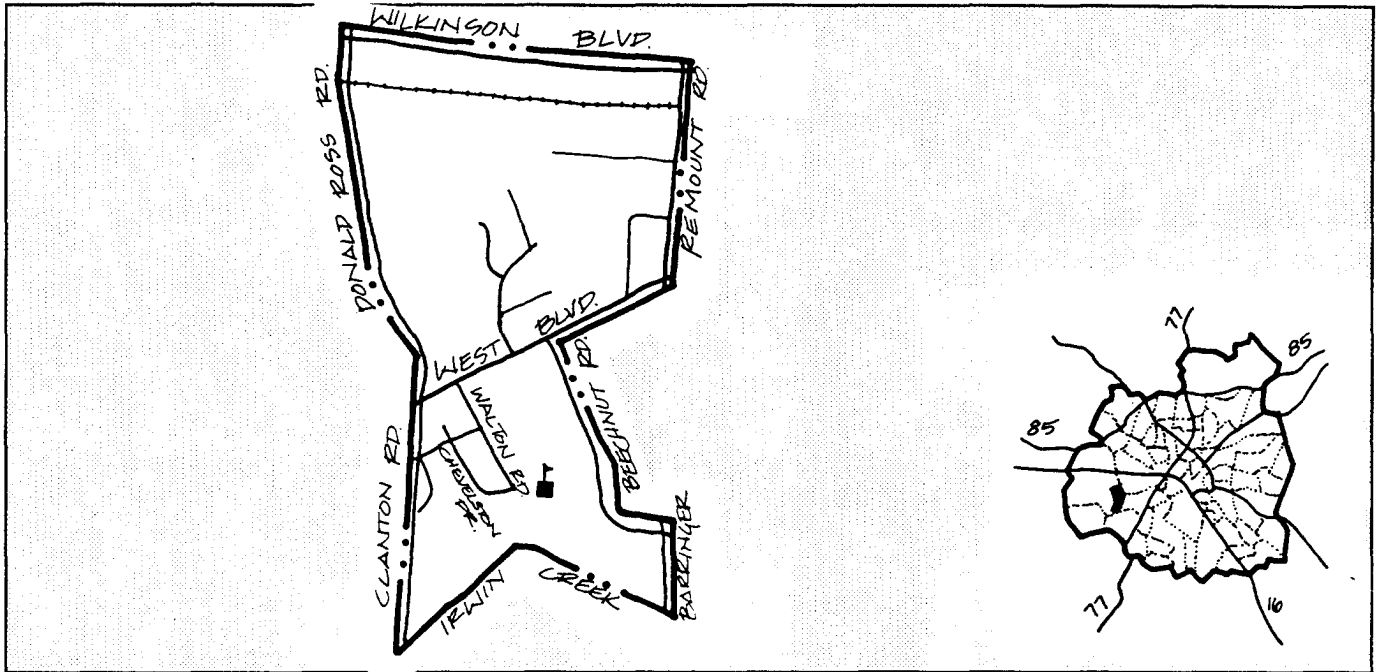 WILKINSON BLVD.
DONALD ROSS RD.
REMOUNT RD.
WEST BLVD.
BEECHNUT RD.
WALTON RD
CHEVELSTON DR.
CLANTON RD.
IRWIN CREEK
BARRINGER
77
85
85
77
16